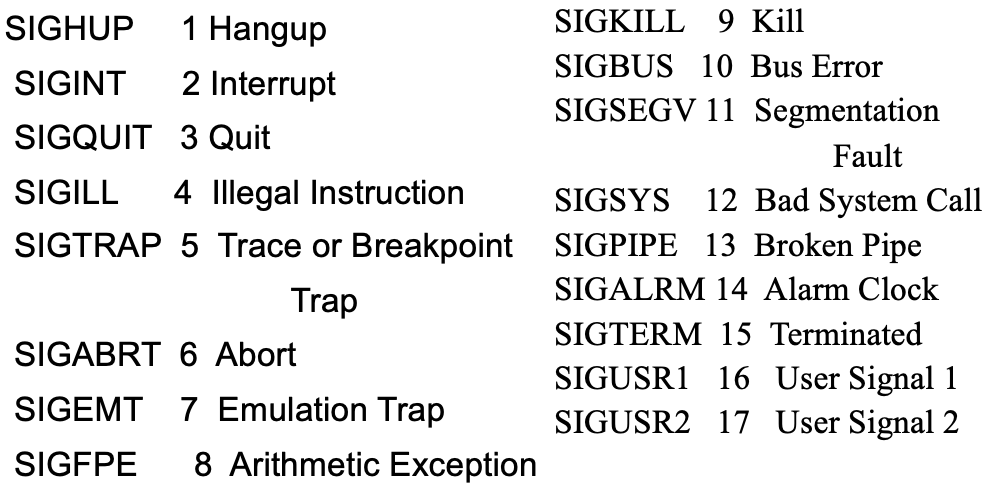 SIGHUP 1 Hangup
SIGINT 2 Interrupt
SIGQUIT 3 Quit
SIGILL 4 Illegal Instruction
SIGTRAP 5 Trace or Breakpoint
Trap
SIGABRT 6 Abort
SIGEMT 7 Emulation Trap
SIGFPE 8 Arithmetic Exception
SIGKILL 9 Kill
SIGBUS 10 Bus Error
SIGSEGV 11 Segmentation
Fault
SIGSYS 12 Bad System Call
SIGPIPE 13 Broken Pipe
SIGALRM 14 Alarm Clock
SIGTERM 15 Terminated
SIGUSR1 16 User Signal 1
SIGUSR2 17 User Signal 2